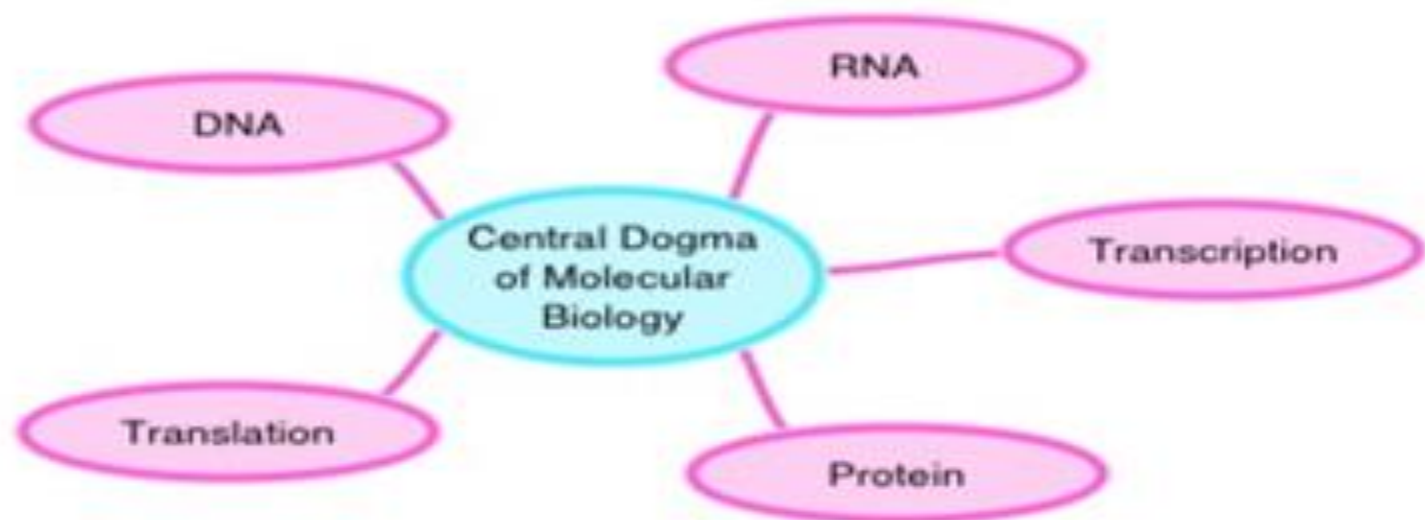 RNA
DNA
Central Dogma
of Molecular
Biology
Transcription
Translation
Protein